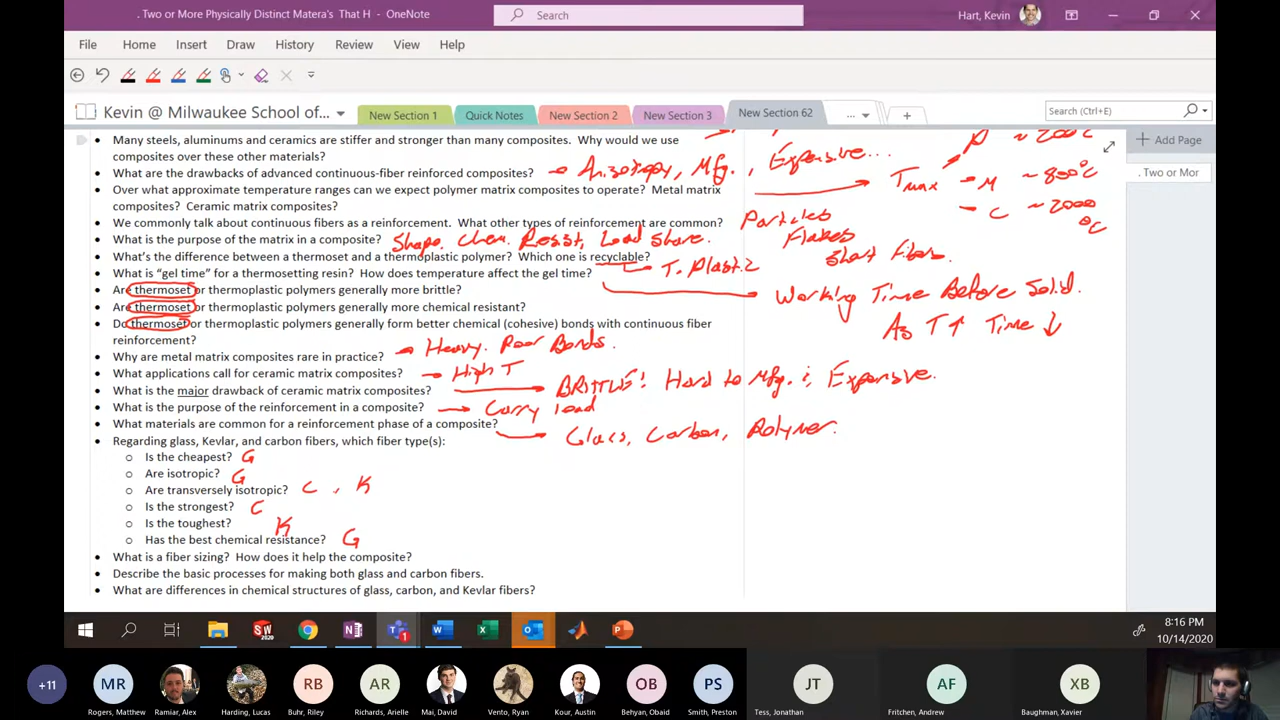 . Two or More Physically Distinct Matera's That H - OneNote
Search
Hart, Kevin
File Home Insert Draw History Review View Help
Kevin @ Milwaukee School of...
New Section 1
Quick Notes
New Section 2
New Section 3
New Section 62
...
Search (Ctrl+E)
Add Page
. Two or Mor
• Many steels, aluminums and ceramics are stiffer and stronger than many composites. Why would we use
composites over these other materials?
• What are the drawbacks of advanced continuous-fiber reinforced composites? → Anisotropy, Mfg., Expensive...
• Over what approximate temperature ranges can we expect polymer matrix composites to operate? Metal matrix
composites? Ceramic matrix composites?
Tmax
P ~ 200°C
M ~ 800°C
C ~ 2000 °C
• We commonly talk about continuous fibers as a reinforcement. What other types of reinforcement are common?
Particles
Flakes
Short Fibers.
• What is the purpose of the matrix in a composite? Shape, Chem. Resist, Load Share.
• What's the difference between a thermoset and a thermoplastic polymer? Which one is recyclable?
→ T. Plastic
• What is “gel time” for a thermosetting resin? How does temperature affect the gel time?
→ Working Time Before Solid.
As T↑ Time ↓
• Are thermoset or thermoplastic polymers generally more brittle?
• Are thermoset or thermoplastic polymers generally more chemical resistant?
• Do thermoset or thermoplastic polymers generally form better chemical (cohesive) bonds with continuous fiber
reinforcement?
• Why are metal matrix composites rare in practice? → Heavy. Poor Bonds.
• What applications call for ceramic matrix composites? → High T
• What is the major drawback of ceramic matrix composites? → BRITTLE! Hard to Mfg. & Expensive.
• What is the purpose of the reinforcement in a composite? → Carry load
• What materials are common for a reinforcement phase of a composite? → Glass, Carbon, Polymer.
• Regarding glass, Kevlar, and carbon fibers, which fiber type(s):
o Is the cheapest? G
o Are isotropic? G
o Are transversely isotropic? C, K
o Is the strongest? C
o Is the toughest? K
o Has the best chemical resistance? G
• What is a fiber sizing? How does it help the composite?
• Describe the basic processes for making both glass and carbon fibers.
• What are differences in chemical structures of glass, carbon, and Kevlar fibers?
SW 2020
8:16 PM
10/14/2020
+11 MR RB AR OB PS JT AF XB
Rogers, Matthew
Ramiar, Alex
Harding, Lucas
Buhr, Riley
Richards, Arielle
Mai, David
Vento, Ryan
Kour, Austin
Behyan, Obaid
Smith, Preston
Tess, Jonathan
Fritchen, Andrew
Baughman, Xavier